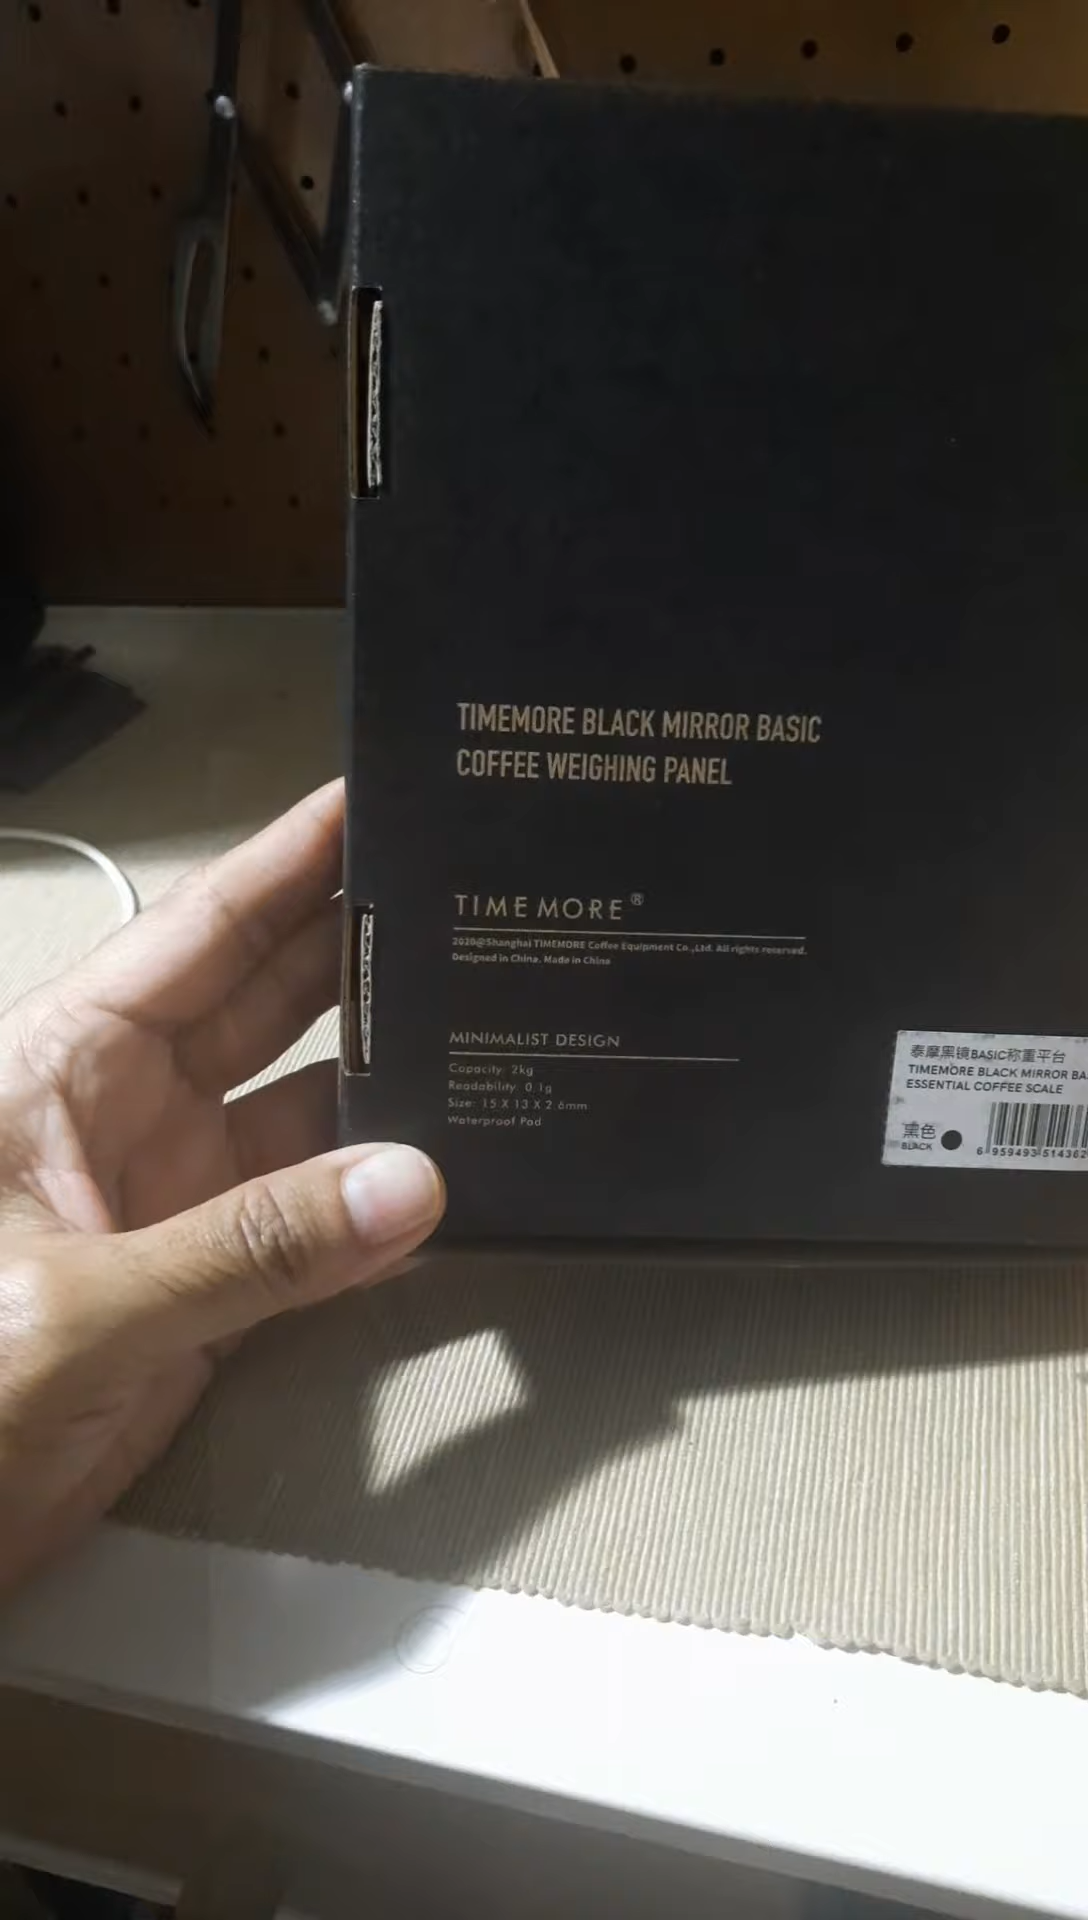 TIMEMORE BLACK MIRROR BASIC
COFFEE WEIGHING PANEL
TIMEMORE®
2020@Shanghai TIMEMORE Coffee Equipment Co.,Ltd. All rights reserved.
Designed in China. Made in China
MINIMALIST DESIGN
Capacity: 2kg
Readability: 0.1g
Size: 15 X 13 X 2.6mm
Waterproof Pad
泰摩黑镜BASIC称重平台
TIMEMORE BLACK MIRROR BA
ESSENTIAL COFFEE SCALE
黑色
BLACK
6 959493 514362